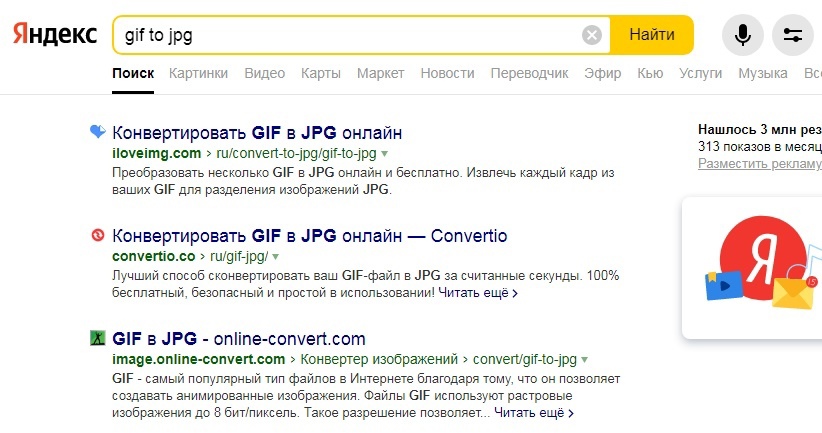 Яндекс
gif to jpg
Найти
Поиск Картинки Видео Карты Маркет Новости Переводчик Эфир Кью Услуги Музыка Все
Конвертировать GIF в JPG онлайн
iloveimg.com › ru/convert-to-jpg/gif-to-jpg
Преобразовать несколько GIF в JPG онлайн и бесплатно. Извлечь каждый кадр из
ваших GIF для разделения изображений JPG.
Конвертировать GIF в JPG онлайн — Convertio
convertio.co › ru/gif-jpg/
Лучший способ сконвертировать ваш GIF-файл в JPG за считанные секунды. 100%
бесплатный, безопасный и простой в использовании! Читать ещё ›
GIF в JPG - online-convert.com
image.online-convert.com › Конвертер изображений › convert/gif-to-jpg
GIF - самый популярный тип файлов в Интернете благодаря тому, что он позволяет
создавать анимированные изображения. Файлы GIF используют растровые
изображения до 8 бит/пиксель. Такое разрешение позволяет... Читать ещё ›
Нашлось 3 млн рез
313 показов в месяц
Разместить рекламу
Я
15